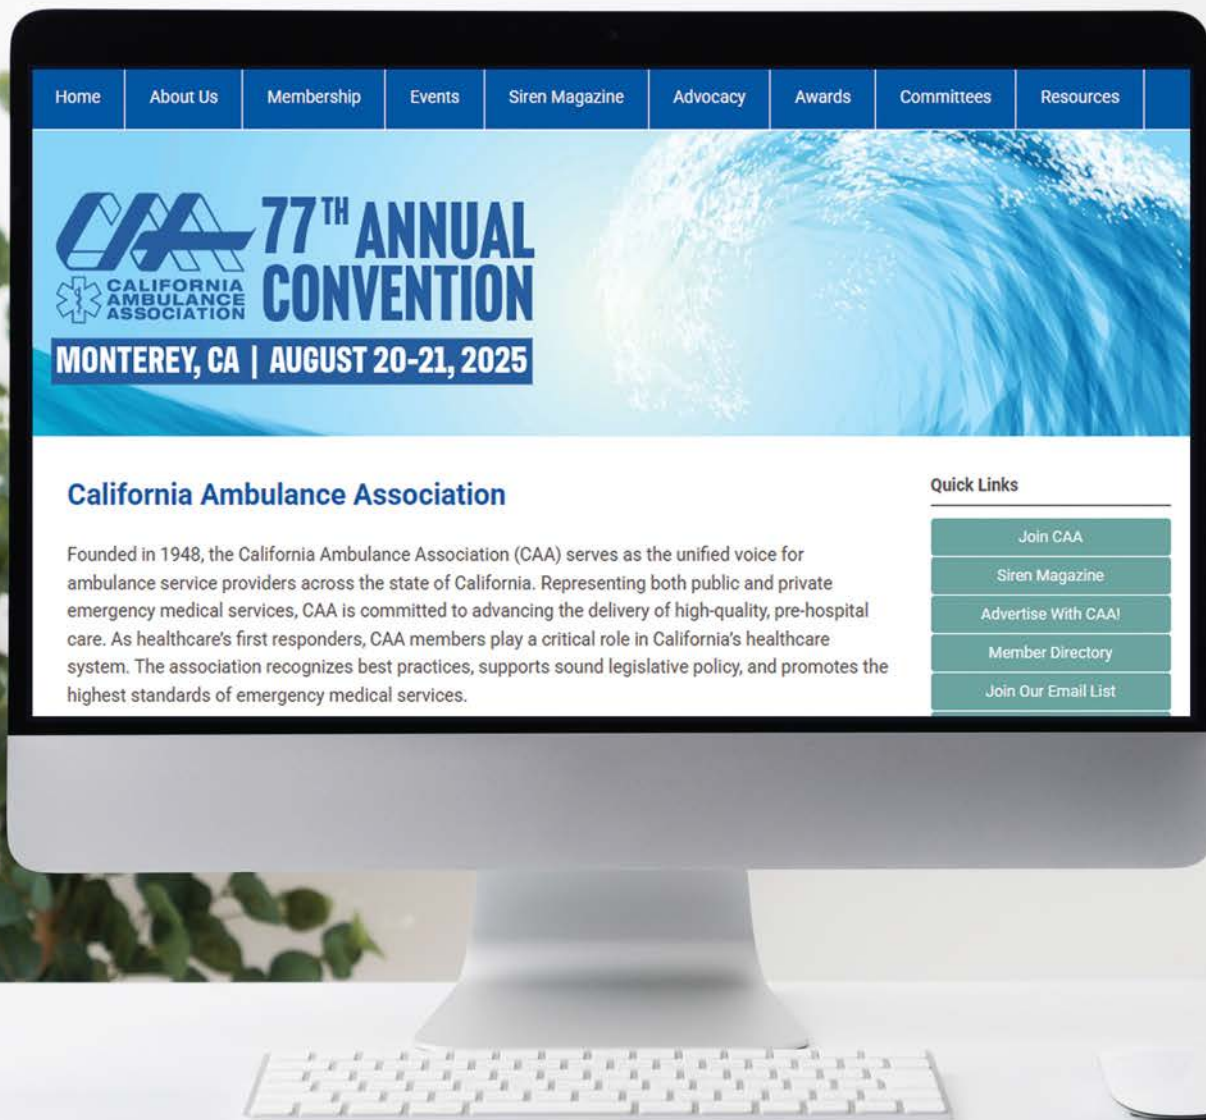 Home About Us Membership Events Siren Magazine Advocacy Awards Committees Resources
CAA
CALIFORNIA
AMBULANCE
ASSOCIATION
77TH ANNUAL
CONVENTION
MONTEREY, CA | AUGUST 20-21, 2025
California Ambulance Association
Founded in 1948, the California Ambulance Association (CAA) serves as the unified voice for
ambulance service providers across the state of California. Representing both public and private
emergency medical services, CAA is committed to advancing the delivery of high-quality, pre-hospital
care. As healthcare’s first responders, CAA members play a critical role in California’s healthcare
system. The association recognizes best practices, supports sound legislative policy, and promotes the
highest standards of emergency medical services.
Quick Links
Join CAA
Siren Magazine
Advertise With CAA!
Member Directory
Join Our Email List